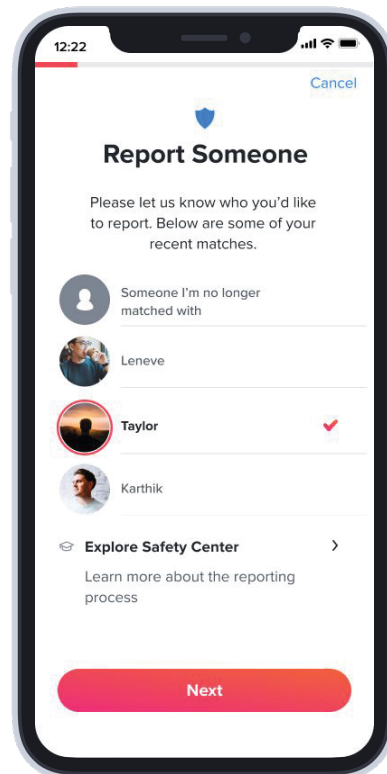 12:22
Cancel
Report Someone
Please let us know who you’d like
to report. Below are some of your
recent matches.
Someone I’m no longer
matched with
Leneve
Taylor
Karthik
Explore Safety Center
Learn more about the reporting
process
Next